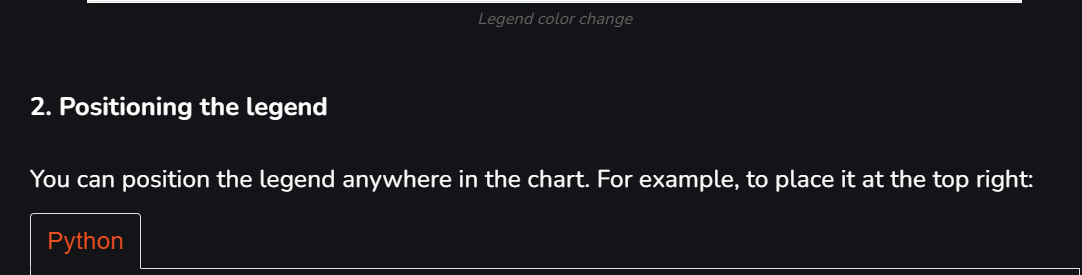 Legend color change
2. Positioning the legend
You can position the legend anywhere in the chart. For example, to place it at the top right:
Python